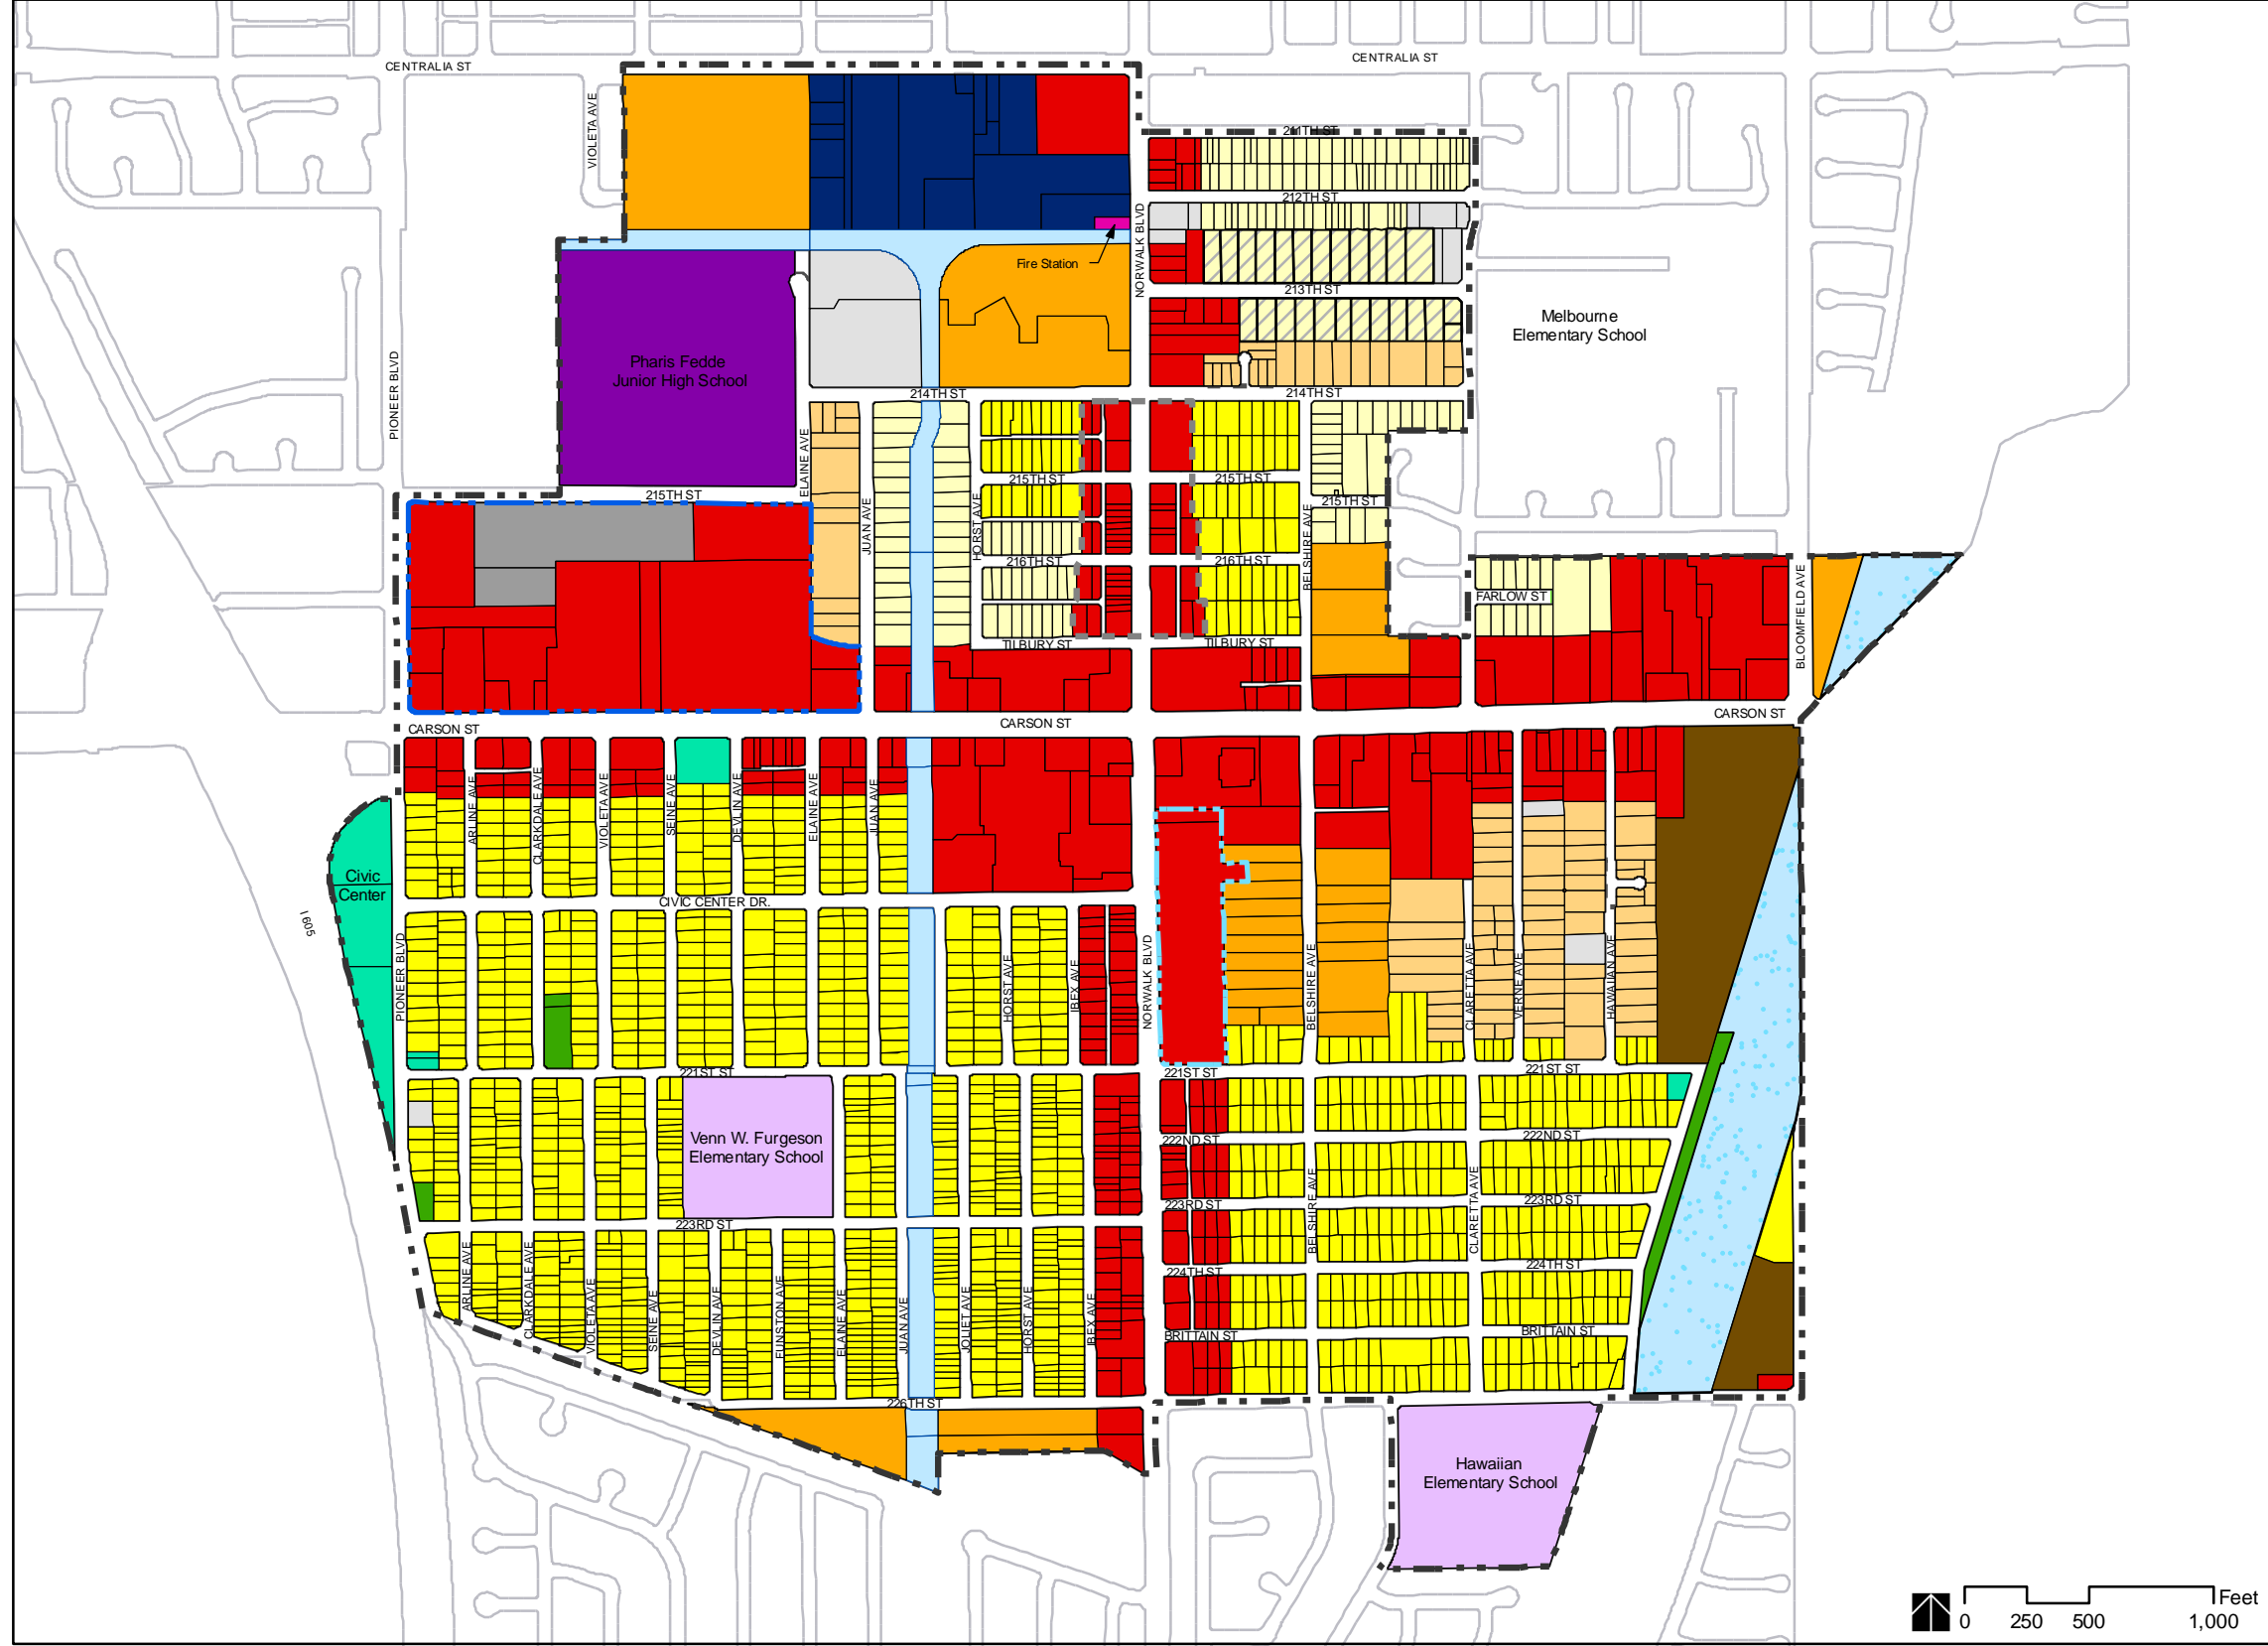 CENTRALIA ST
CENTRALIA ST
VIOLETA AVE
211TH ST
212TH ST
NORWALK BLVD
Fire Station
213TH ST
Melbourne
Elementary School
PIONEER BLVD
Pharis Fedde
Junior High School
214TH ST
214TH ST
ELAINE AVE
215TH ST
215TH ST
215TH ST
215TH ST
JUAN AVE
HORST AVE
BELSHIRE AVE
216TH ST
216TH ST
FARLOW ST
BLOOMFIELD AVE
TILBURY ST
TILBURY ST
CARSON ST
CARSON ST
CARSON ST
ARLINE AVE
CLARKDALE AVE
VIOLETA AVE
SEINE AVE
DEVLIN AVE
ELAINE AVE
JUAN AVE
Civic
Center
CIVIC CENTER DR.
I 605
PIONEER BLVD
HORST AVE
IBEX AVE
NORWALK BLVD
BELSHIRE AVE
CLARETTA AVE
VERNE AVE
HAWAIIAN AVE
221ST ST
221ST ST
221ST ST
Venn W. Furgeson
Elementary School
222ND ST
222ND ST
223RD ST
223RD ST
223RD ST
BELSHIRE AVE
CLARETTA AVE
224TH ST
224TH ST
ARLINE AVE
CLARKDALE AVE
VIOLETA AVE
SEINE AVE
DEVLIN AVE
FUNSTON AVE
ELAINE AVE
JUAN AVE
JOLIET AVE
HORST AVE
IBEX AVE
BRITTAIN ST
BRITTAIN ST
226TH ST
Hawaiian
Elementary School
Feet
0 250 500 1,000